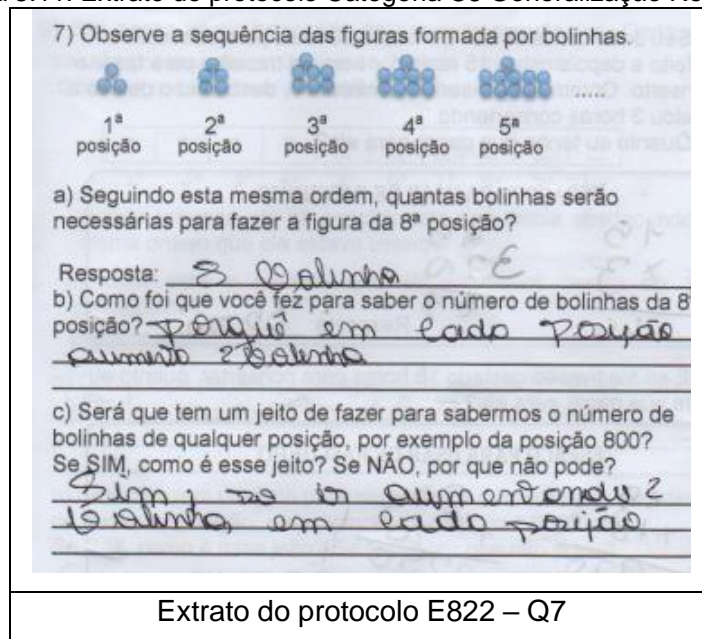 7) Observe a sequência das figuras formada por bolinhas.
.....
1ª posição 2ª posição 3ª posição 4ª posição 5ª posição
a) Seguindo esta mesma ordem, quantas bolinhas serão
necessárias para fazer a figura da 8ª posição?
Resposta: 8 Bolinha
b) Como foi que você fez para saber o número de bolinhas da 8ª
posição? Porquê em cada posição
aumento 2 Bolinha
c) Será que tem um jeito de fazer para sabermos o número de
bolinhas de qualquer posição, por exemplo da posição 800?
Se SIM, como é esse jeito? Se NÃO, por que não pode?
Sim, so ir aumentando 2
Bolinha em cada posição
Extrato do protocolo E822 – Q7